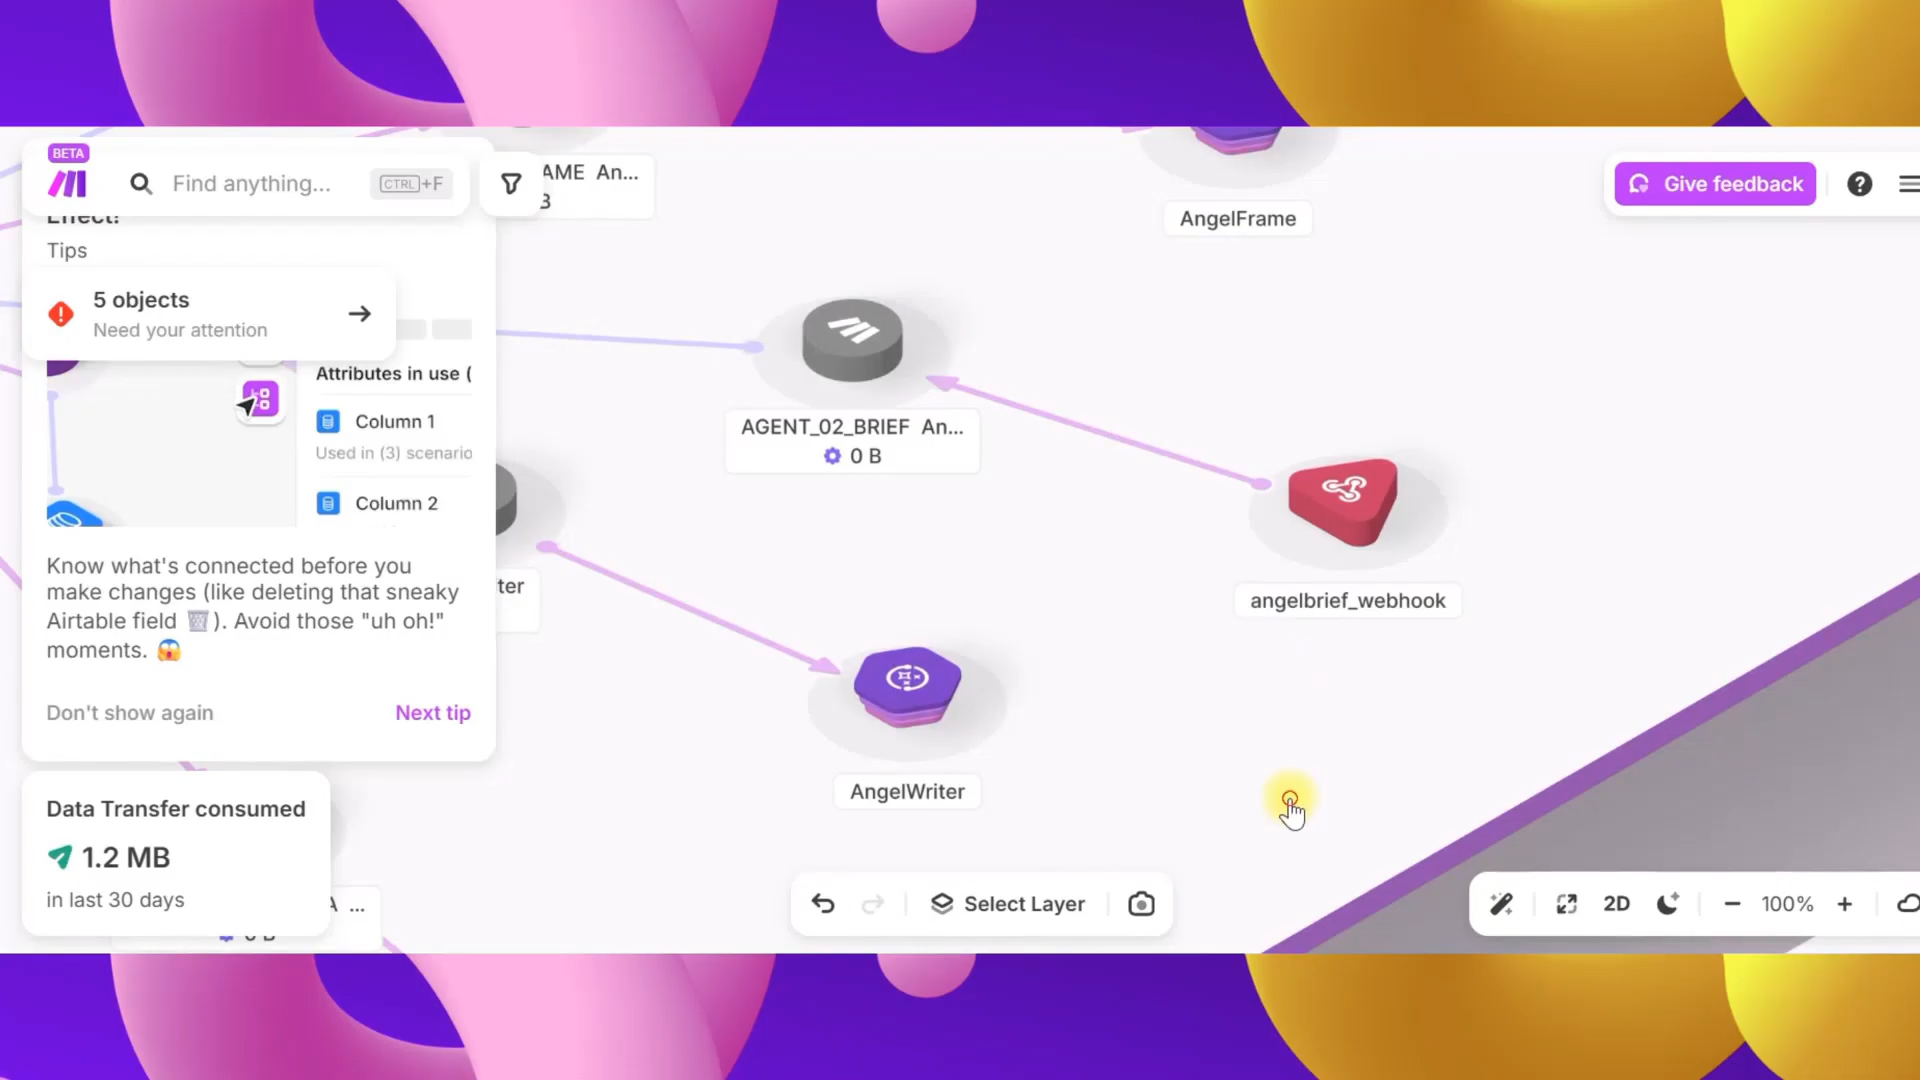 BETA
Find anything...
CTRL+F
AME An...
B
Give feedback
Effect!
Tips
5 objects
Need your attention
Attributes in use (
Column 1
Used in (3) scenario
Column 2
Know what's connected before you
make changes (like deleting that sneaky
Airtable field 🗑️). Avoid those "uh oh!"
moments. 😱
Don't show again
Next tip
Data Transfer consumed
1.2 MB
in last 30 days
A ...
0 B
AngelFrame
AGENT_02_BRIEF An...
0 B
angelbrief_webhook
ter
AngelWriter
Select Layer
2D
100%